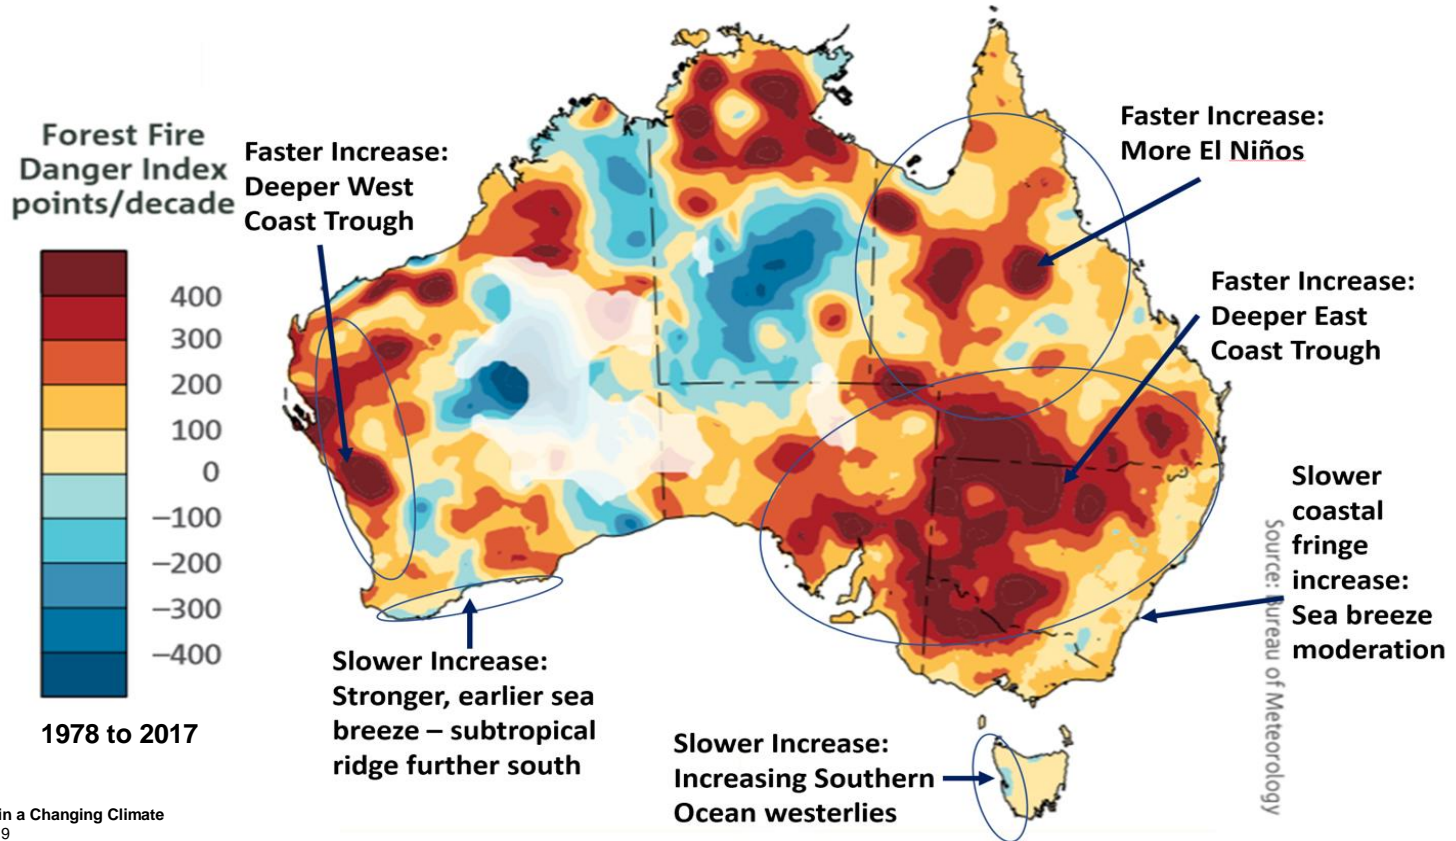 Forest Fire
Danger Index
points/decade
400
300
200
100
0
−100
−200
−300
−400
1978 to 2017
Faster Increase:
Deeper West
Coast Trough
Faster Increase:
More El Niños
Faster Increase:
Deeper East
Coast Trough
Slower
coastal
fringe
increase:
Sea breeze
moderation
Slower Increase:
Stronger, earlier sea
breeze – subtropical
ridge further south
Slower Increase:
Increasing Southern
Ocean westerlies
Source: Bureau of Meteorology
in a Changing Climate
9